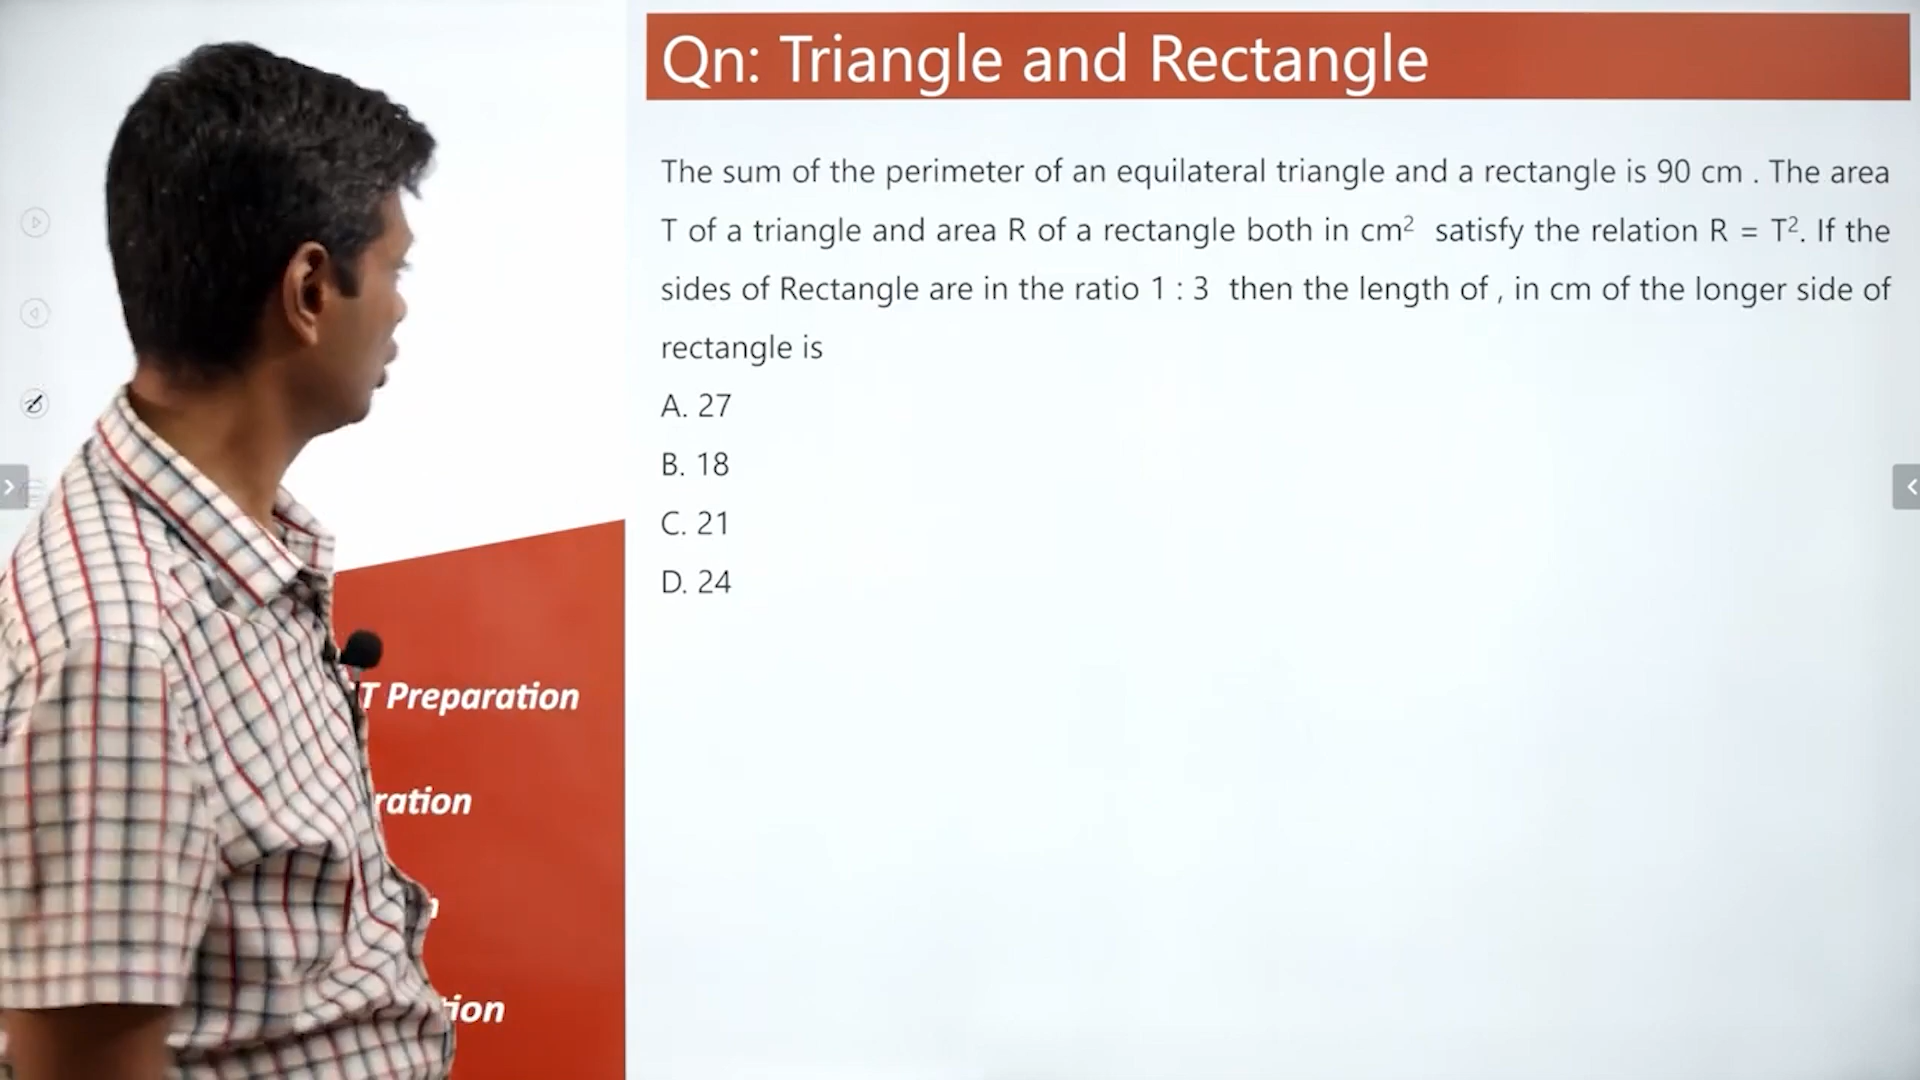 Qn: Triangle and Rectangle
The sum of the perimeter of an equilateral triangle and a rectangle is 90 cm . The area
T of a triangle and area R of a rectangle both in cm² satisfy the relation R = T². If the
sides of Rectangle are in the ratio 1 : 3 then the length of , in cm of the longer side of
rectangle is
A. 27
B. 18
C. 21
D. 24
T Preparation
ration
n
tion